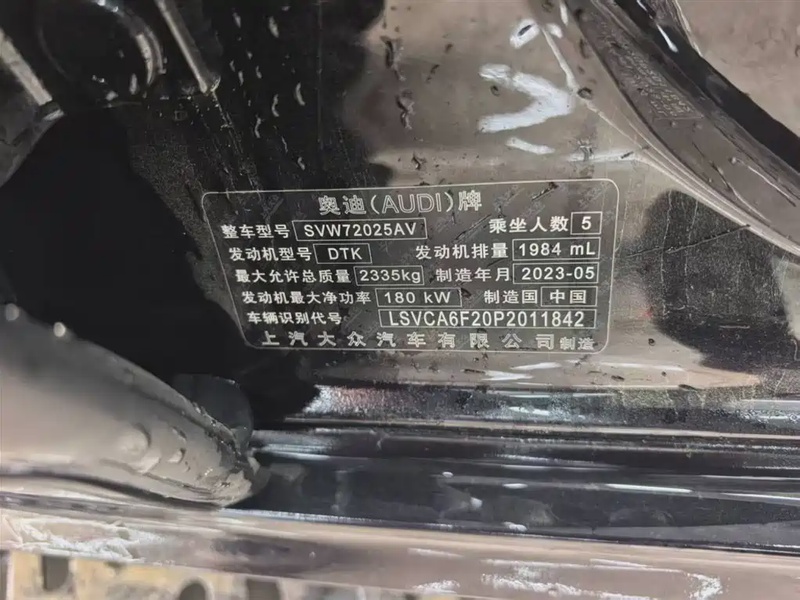 奥迪(AUDI)牌
整车型号 SVW72025AV 乘坐人数 5
发动机型号 DTK 发动机排量 1984 mL
最大允许总质量 2335kg 制造年月 2023-05
发动机最大净功率 180 kW 制造国 中国
车辆识别代号 LSVCA6F20P2011842
上汽大众汽车有限公司制造